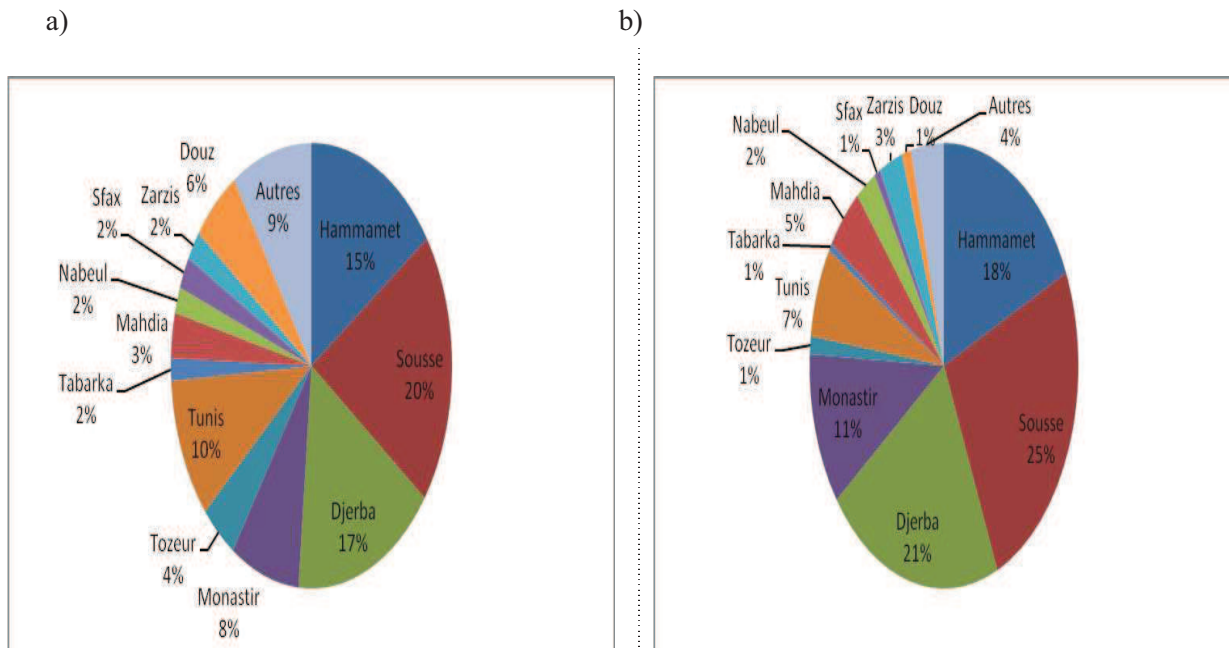 a)
b)
Hammamet
15%
Sousse
20%
Djerba
17%
Monastir
8%
Tozeur
4%
Tunis
10%
Tabarka
2%
Mahdia
3%
Nabeul
2%
Sfax
2%
Zarzis
2%
Douz
6%
Autres
9%
Hammamet
18%
Sousse
25%
Djerba
21%
Monastir
11%
Tozeur
1%
Tunis
7%
Tabarka
1%
Mahdia
5%
Nabeul
2%
Sfax
1%
Zarzis
3%
Douz
1%
Autres
4%